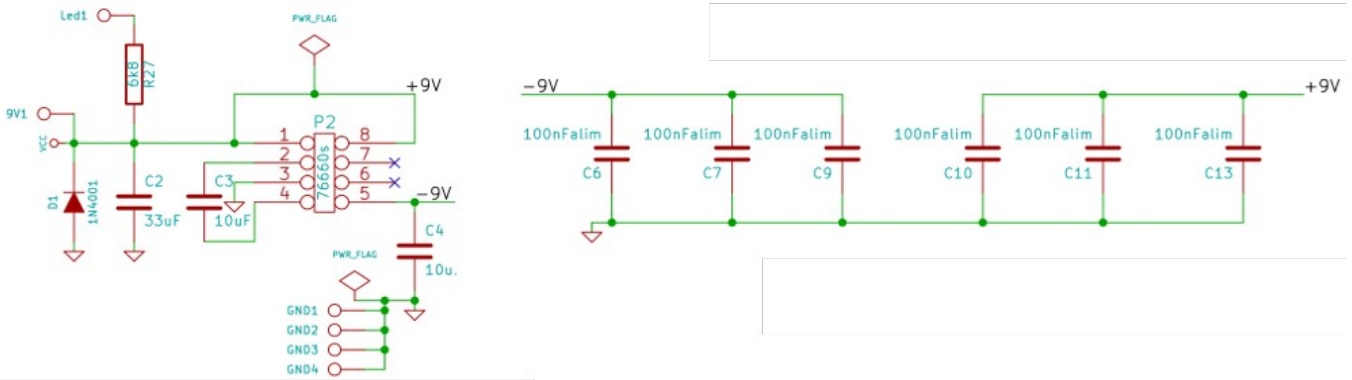 Led1
PWR_FLAG
6k8
R27
+9V
9V1
VCC
P2
1
8
2
7
3
6
4
5
76660s
D1
1N4001
C2
33uF
C3
10uF
-9V
C4
10u.
PWR_FLAG
GND1
GND2
GND3
GND4
-9V
+9V
100nFalim
100nFalim
100nFalim
100nFalim
100nFalim
100nFalim
C6
C7
C9
C10
C11
C13